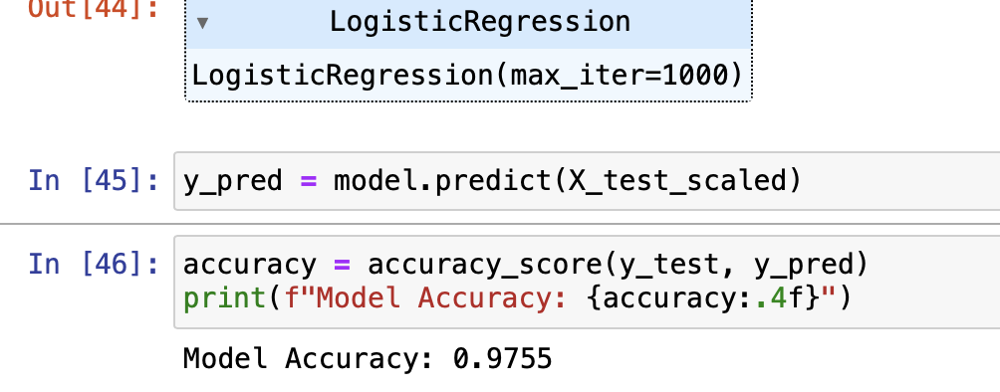 Out[44]:
▾ LogisticRegression
LogisticRegression(max_iter=1000)
In [45]: y_pred = model.predict(X_test_scaled)
In [46]: accuracy = accuracy_score(y_test, y_pred)
print(f"Model Accuracy: {accuracy:.4f}")
Model Accuracy: 0.9755